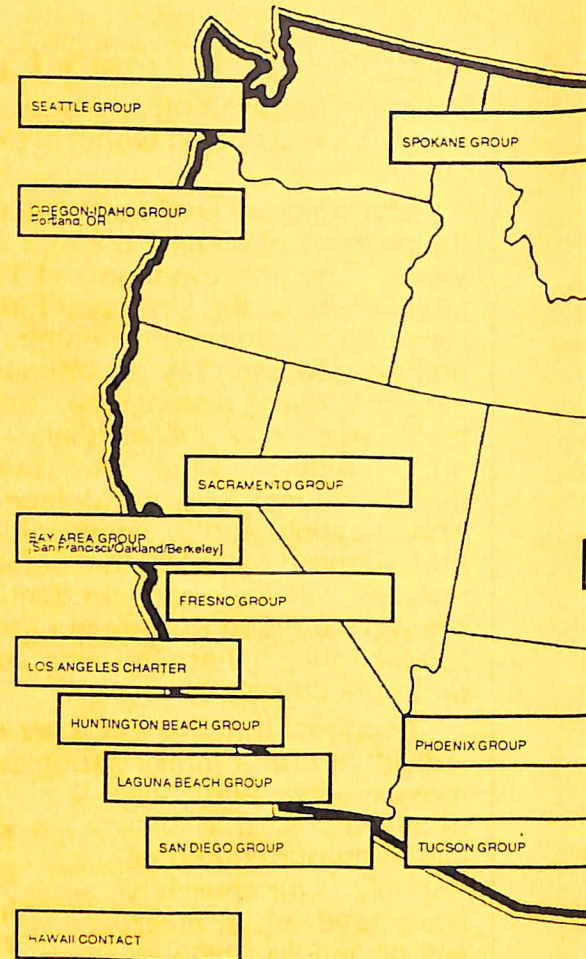 SEATTLE GROUP
SPOKANE GROUP
OREGON-IDAHO GROUP
Portland, OR
SACRAMENTO GROUP
BAY AREA GROUP
[San Francisci/Oakland/Berkeley]
FRESNO GROUP
LOS ANGELES CHARTER
HUNTINGTON BEACH GROUP
PHOENIX GROUP
LAGUNA BEACH GROUP
SAN DIEGO GROUP
TUCSON GROUP
HAWAII CONTACT